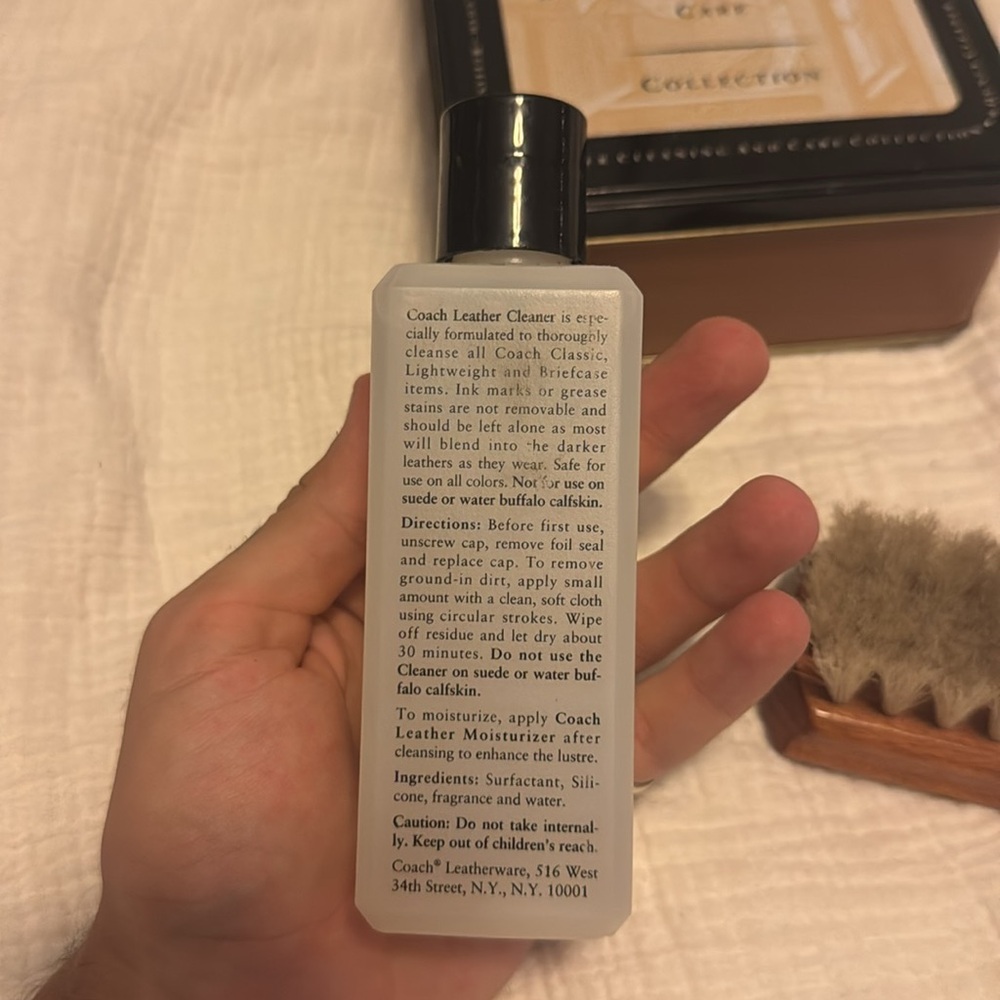 Care
Collection
Cleansing and Care Collection
Coach Leather Cleaner is espe-
cially formulated to thoroughly
cleanse all Coach Classic,
Lightweight and Briefcase
items. Ink marks or grease
stains are not removable and
should be left alone as most
will blend into the darker
leathers as they wear. Safe for
use on all colors. Not for use on
suede or water buffalo calfskin.
Directions: Before first use,
unscrew cap, remove foil seal
and replace cap. To remove
ground-in dirt, apply small
amount with a clean, soft cloth
using circular strokes. Wipe
off residue and let dry about
30 minutes. Do not use the
Cleaner on suede or water buf-
falo calfskin.
To moisturize, apply Coach
Leather Moisturizer after
cleansing to enhance the lustre.
Ingredients: Surfactant, Sili-
cone, fragrance and water.
Caution: Do not take internal-
ly. Keep out of children's reach.
Coach® Leatherware, 516 West
34th Street, N.Y., N.Y. 10001